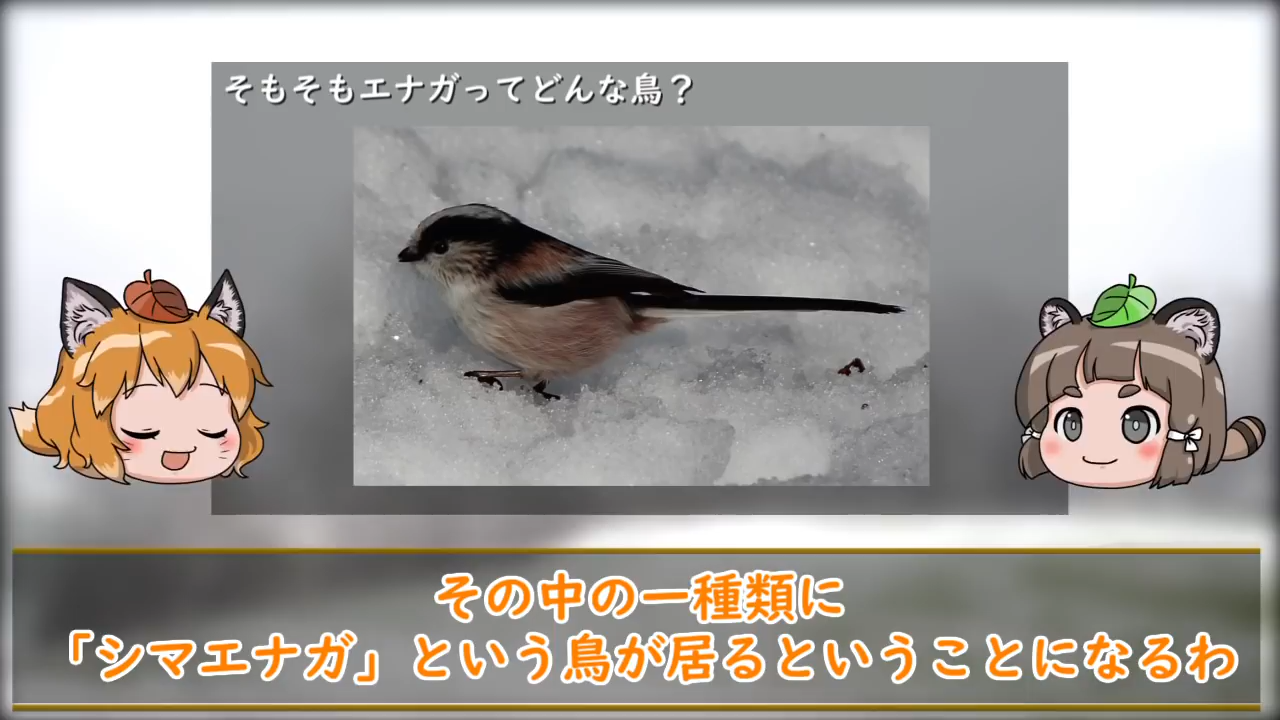 そもそもエナガってどんな鳥？
その中の一種類に
「シマエナガ」という鳥が居るということになるわ